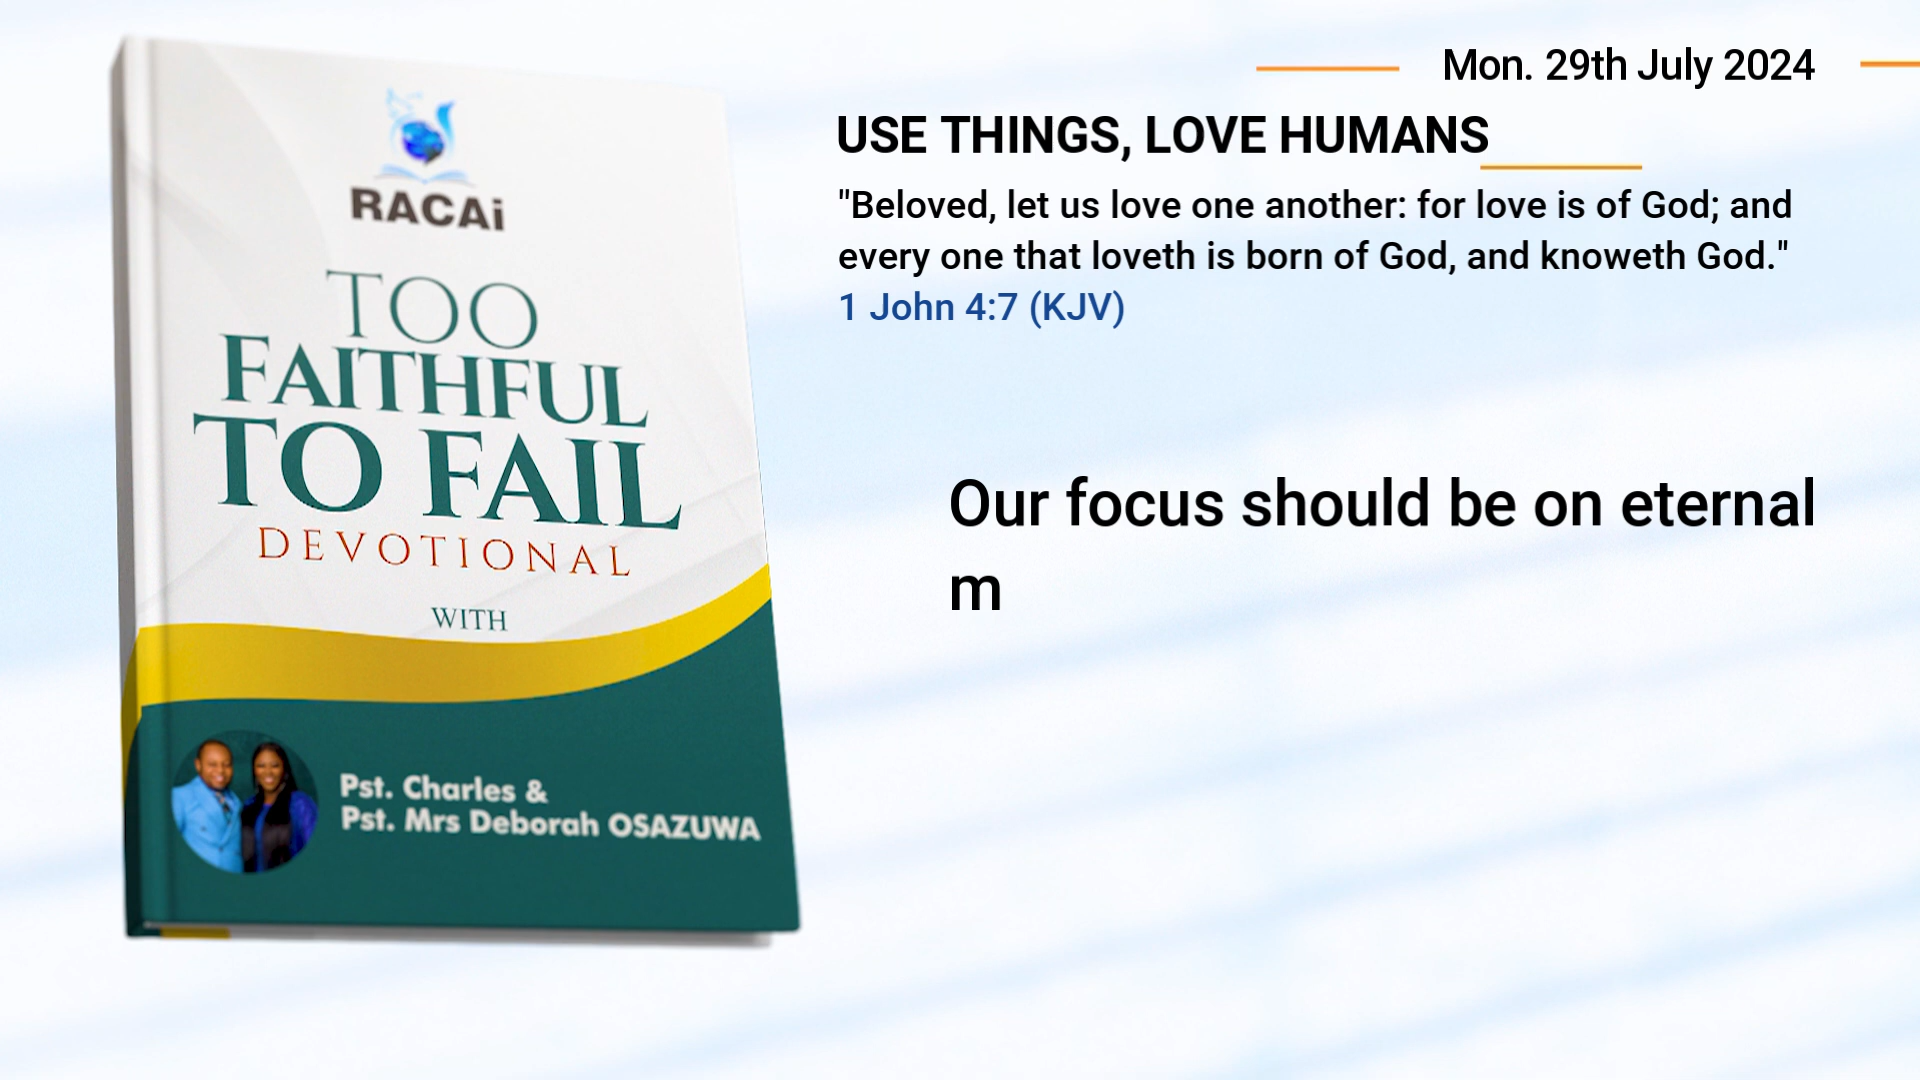 RACAi
TOO
FAITHFUL
TO FAIL
DEVOTIONAL
WITH
Pst. Charles &
Pst. Mrs Deborah OSAZUWA
Mon. 29th July 2024
USE THINGS, LOVE HUMANS
"Beloved, let us love one another: for love is of God; and
every one that loveth is born of God, and knoweth God."
1 John 4:7 (KJV)
Our focus should be on eternal
m